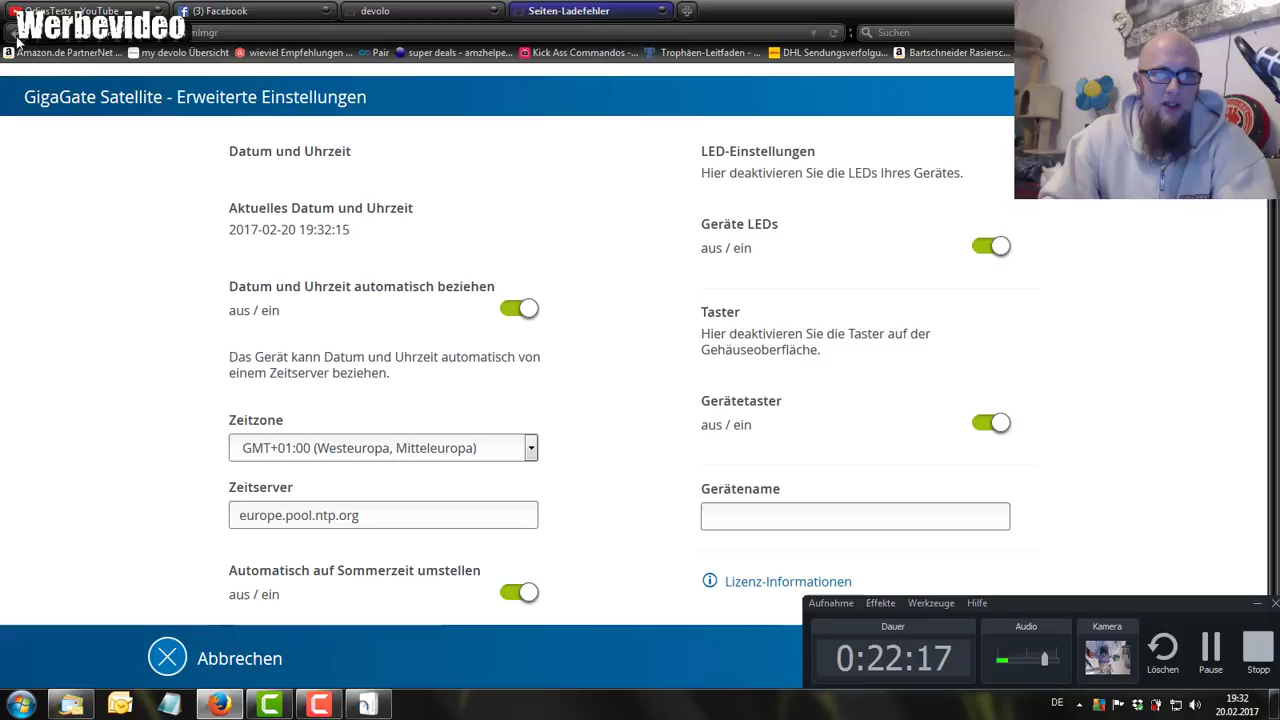 OdiesTests - YouTube
(3) Facebook
devolo
Seiten-Ladefehler
Werbevideo
nlmgr
Suchen
Amazon.de PartnerNet ...
my devolo Übersicht
wieviel Empfehlungen ...
Pair
super deals - amzhelpe...
Kick Ass Commandos -...
Trophäen-Leitfaden -...
DHL Sendungsverfolgu...
Bartschneider Rasiersc...
GigaGate Satellite - Erweiterte Einstellungen
Datum und Uhrzeit
Aktuelles Datum und Uhrzeit
2017-02-20 19:32:15
Datum und Uhrzeit automatisch beziehen
aus / ein
Das Gerät kann Datum und Uhrzeit automatisch von
einem Zeitserver beziehen.
Zeitzone
GMT+01:00 (Westeuropa, Mitteleuropa)
Zeitserver
europe.pool.ntp.org
Automatisch auf Sommerzeit umstellen
aus / ein
LED-Einstellungen
Hier deaktivieren Sie die LEDs Ihres Gerätes.
Geräte LEDs
aus / ein
Taster
Hier deaktivieren Sie die Taster auf der
Gehäuseoberfläche.
Gerätetaster
aus / ein
Gerätename
Lizenz-Informationen
Abbrechen
Aufnahme Effekte Werkzeuge Hilfe
Dauer
0:22:17
Audio
Kamera
Löschen
Pause
Stopp
DE
19:32
20.02.2017